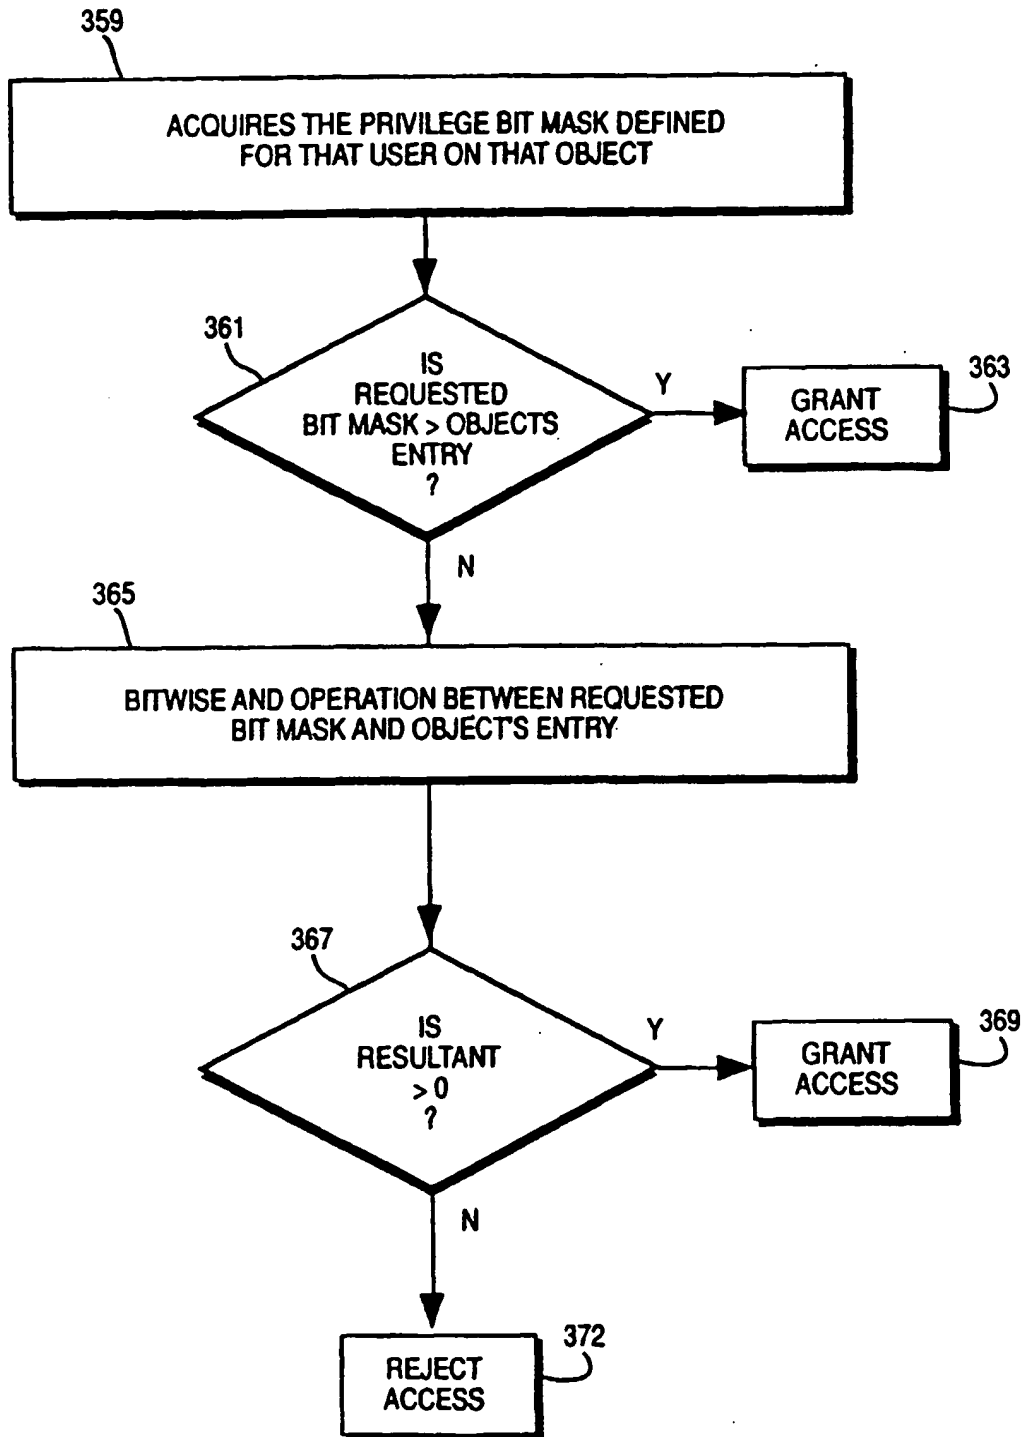 359
ACQUIRES THE PRIVILEGE BIT MASK DEFINED
FOR THAT USER ON THAT OBJECT
361
IS
REQUESTED
BIT MASK > OBJECTS
ENTRY
?
Y
GRANT
ACCESS
363
N
365
BITWISE AND OPERATION BETWEEN REQUESTED
BIT MASK AND OBJECT'S ENTRY
367
IS
RESULTANT
> 0
?
Y
GRANT
ACCESS
369
N
REJECT
ACCESS
372